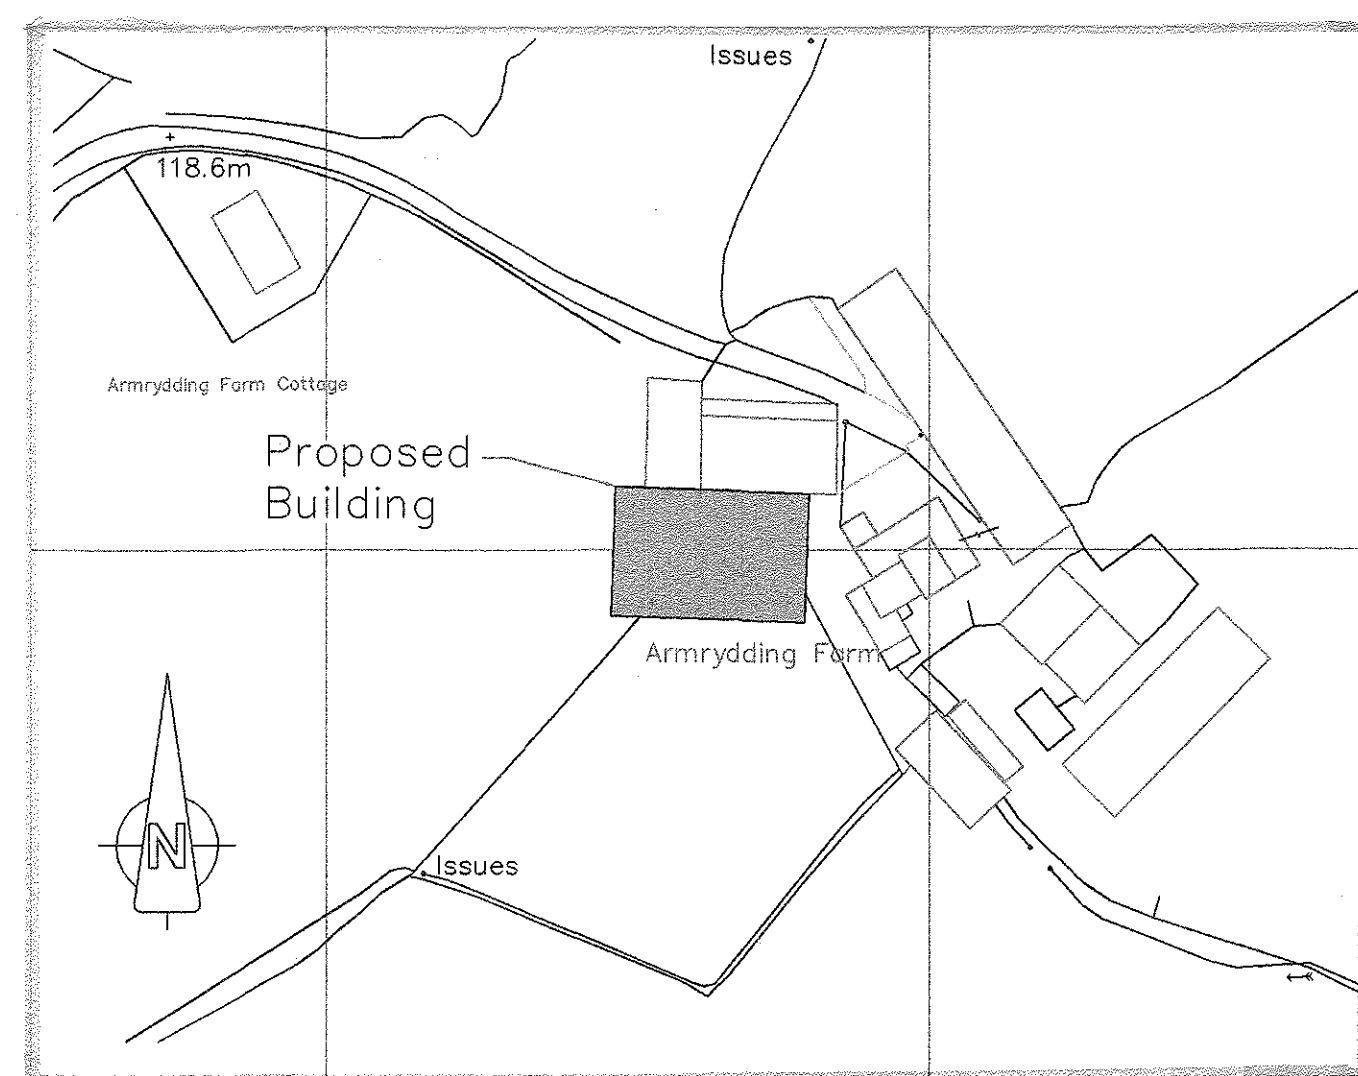 Issues
118.6m
Armrydding Farm Cottage
Proposed
Building
Armrydding Farm
N
Issues